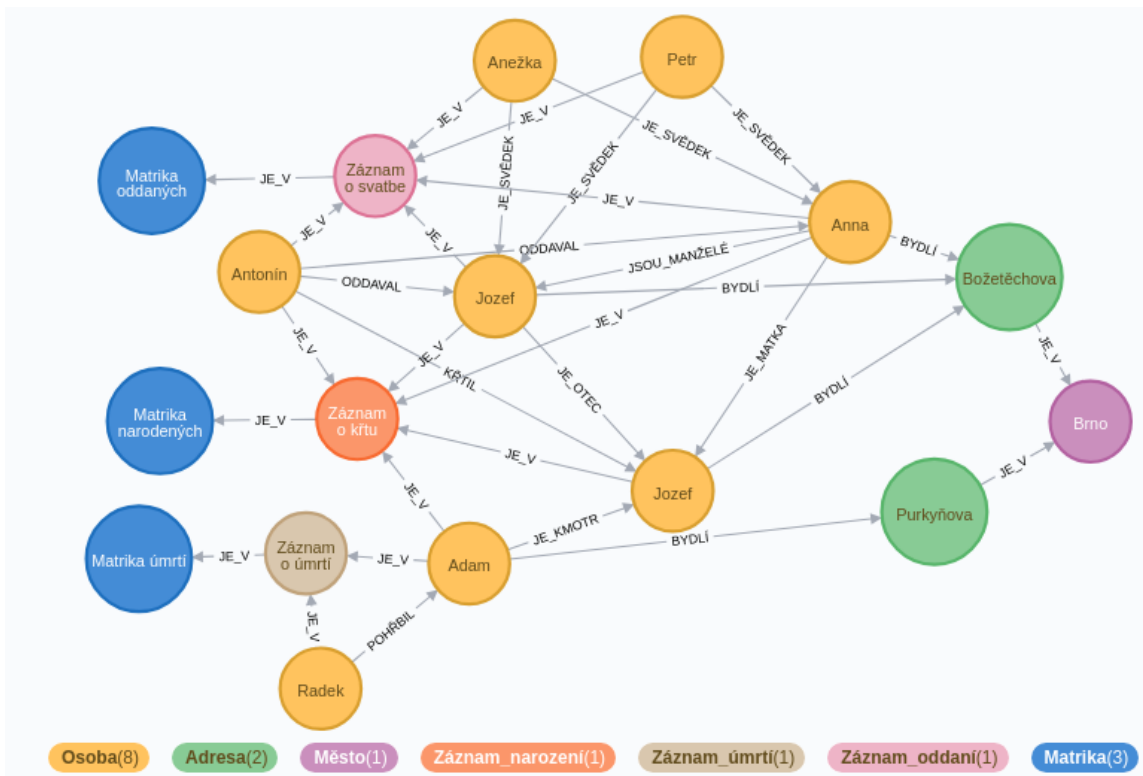 Anežka
Petr
JE_V
JE_V
JE_SVĚDEK
JE_SVĚDEK
JE_SVĚDEK
JE_SVĚDEK
Matrika
oddaných
JE_V
Záznam
o svatbe
JE_V
Anna
JE_V
JE_V
ODDAVAL
BYDLÍ
Antonín
ODDAVAL
Jozef
JSOU_MANŽELÉ
BYDLÍ
Božetěchova
JE_V
JE_V
JE_V
JE_V
KŘTIL
JE_OTEC
JE_MATKA
BYDLÍ
Matrika
narodených
JE_V
Záznam
o křtu
Brno
JE_V
JE_V
JE_V
Jozef
Purkyňova
JE_KMOTR
BYDLÍ
Matrika úmrtí
JE_V
Záznam
o úmrtí
JE_V
Adam
JE_V
POHŘBIL
Radek
Osoba(8)
Adresa(2)
Město(1)
Záznam_narození(1)
Záznam_úmrtí(1)
Záznam_oddaní(1)
Matrika(3)